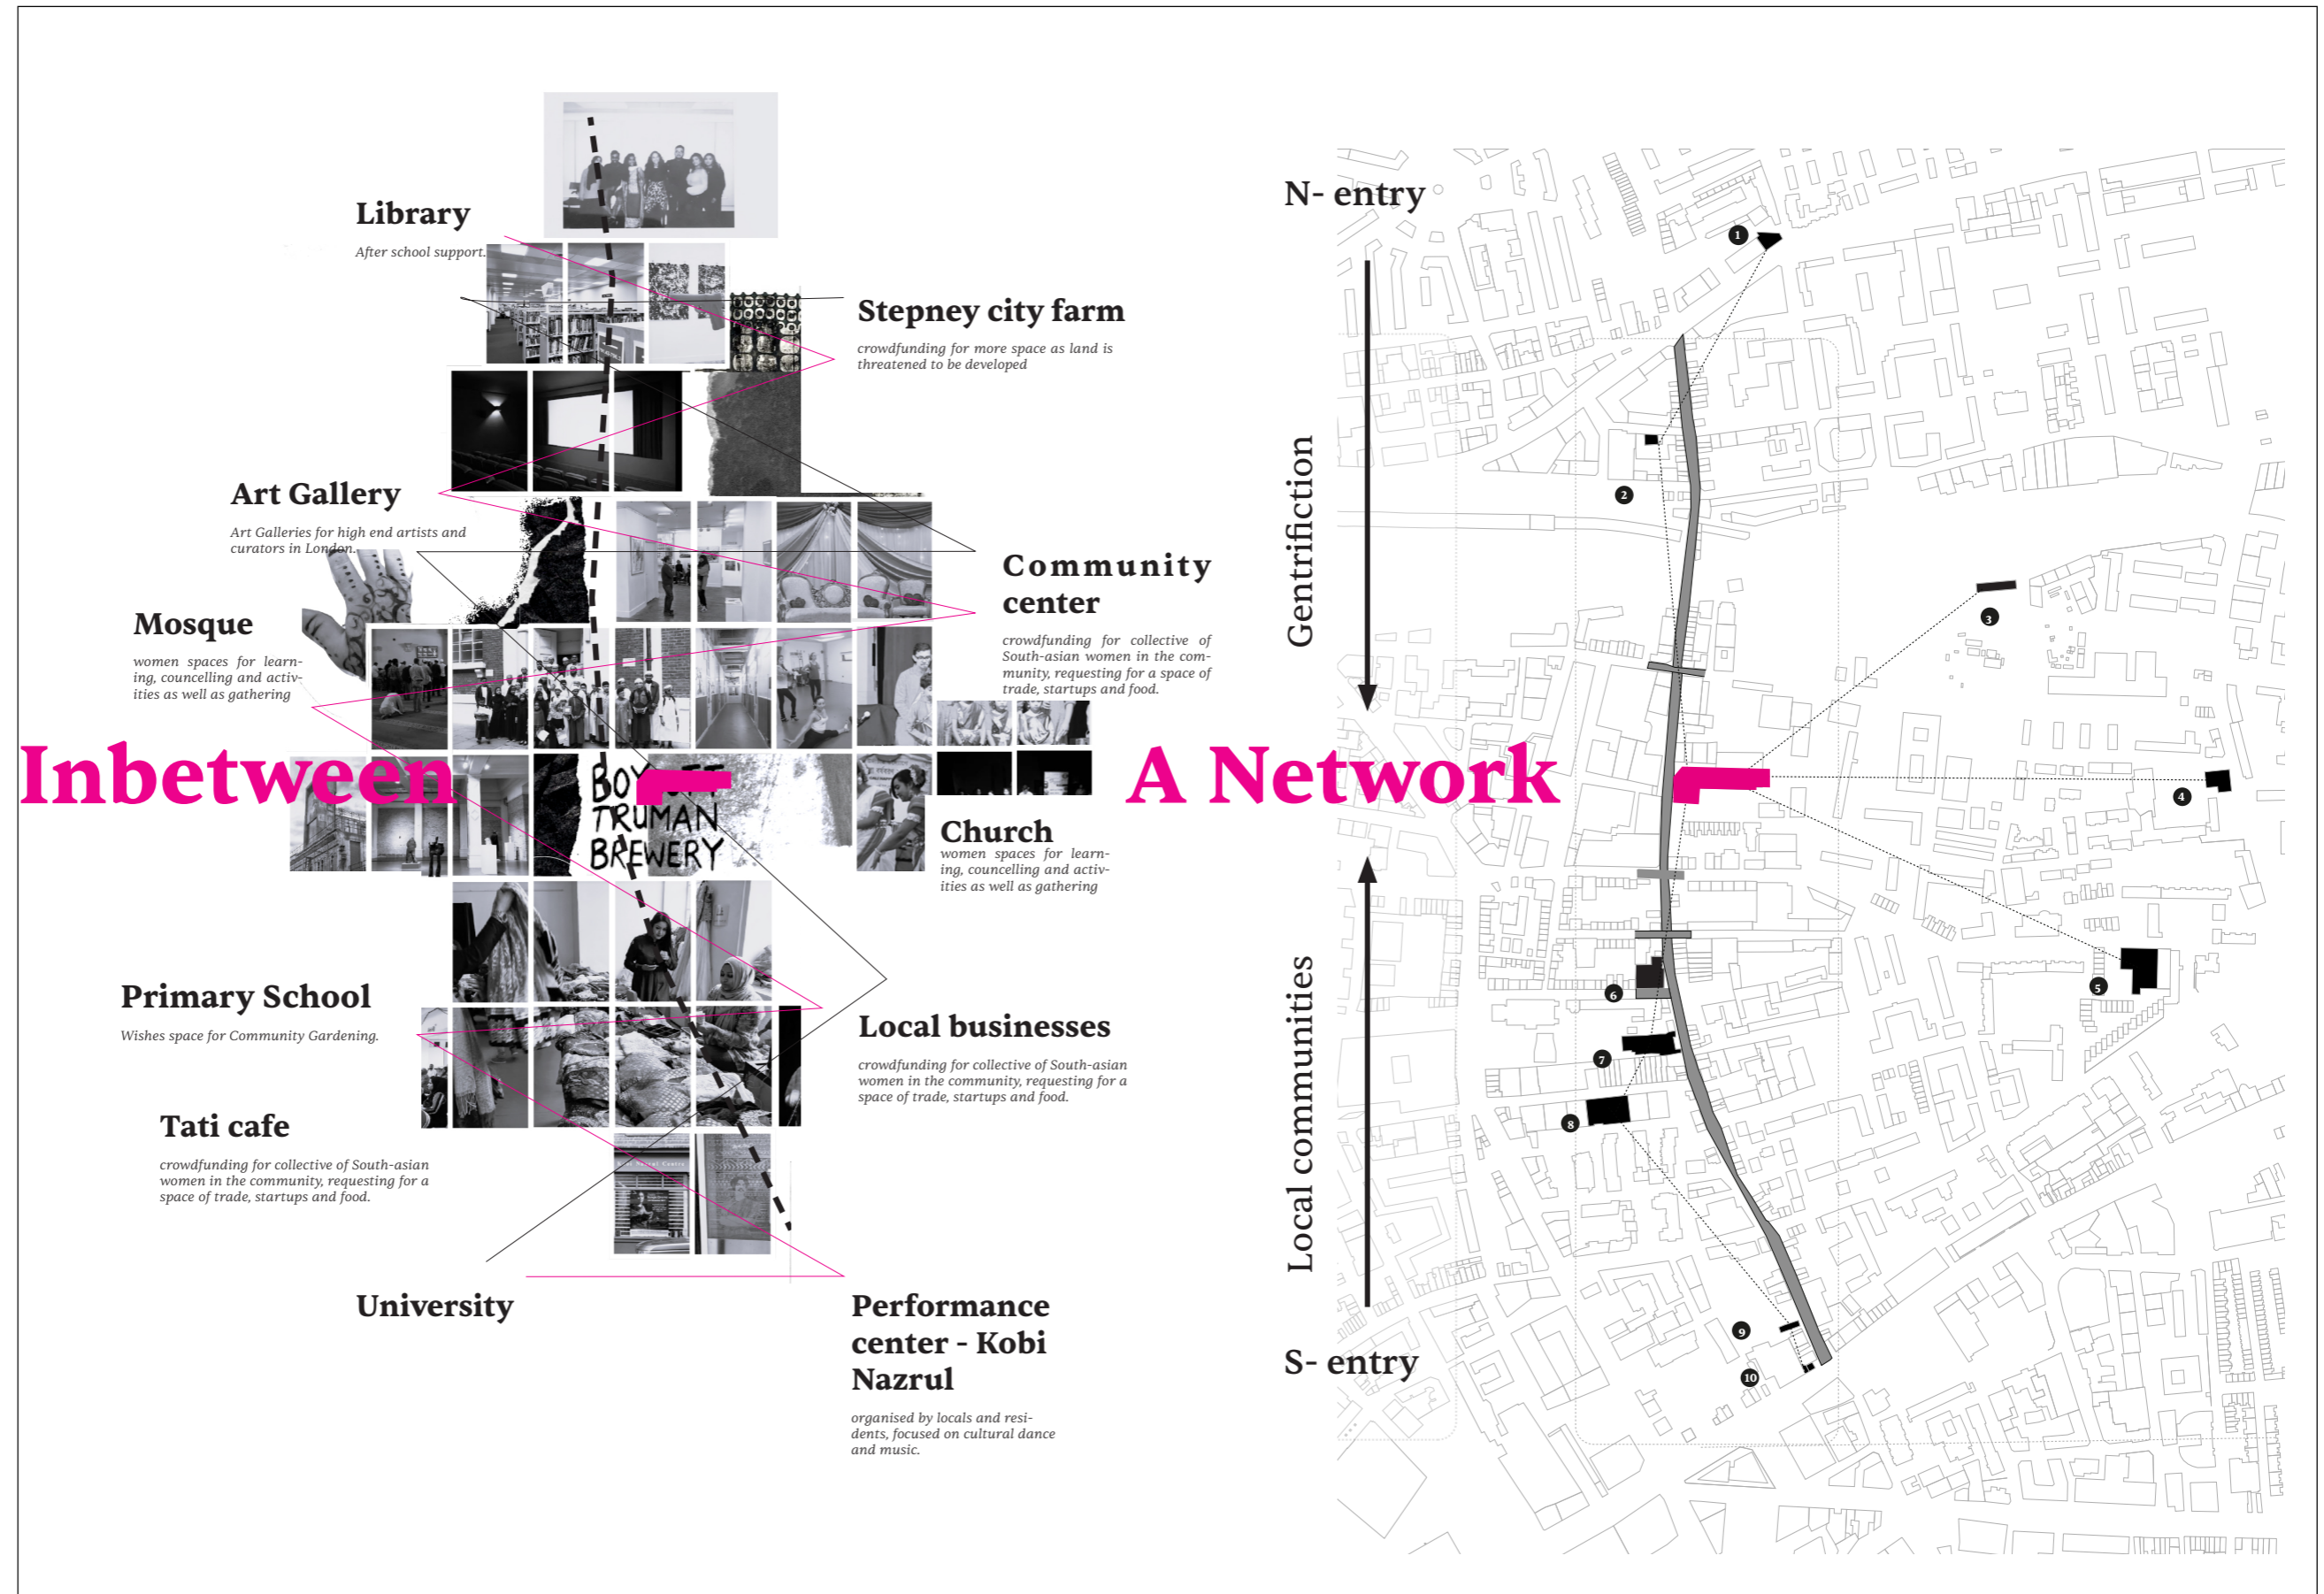 Library
After school support.
Stepney city farm
crowdfunding for more space as land is
threatened to be developed
Art Gallery
Art Galleries for high end artists and
curators in London.
Community
center
crowdfunding for collective of
South-asian women in the com-
munity, requesting for a space of
trade, startups and food.
Mosque
women spaces for learn-
ing, councelling and activ-
ities as well as gathering
Inbetween
BOYCOTT
TRUMAN
BREWERY
Church
women spaces for learn-
ing, councelling and activ-
ities as well as gathering
Primary School
Wishes space for Community Gardening.
Local businesses
crowdfunding for collective of South-asian
women in the community, requesting for a
space of trade, startups and food.
Tati cafe
crowdfunding for collective of South-asian
women in the community, requesting for a
space of trade, startups and food.
University
Performance
center - Kobi
Nazrul
organised by locals and resi-
dents, focused on cultural dance
and music.
A Network
N- entry
Gentrifiction
Local communities
S- entry
1
2
3
4
5
6
7
8
9
10